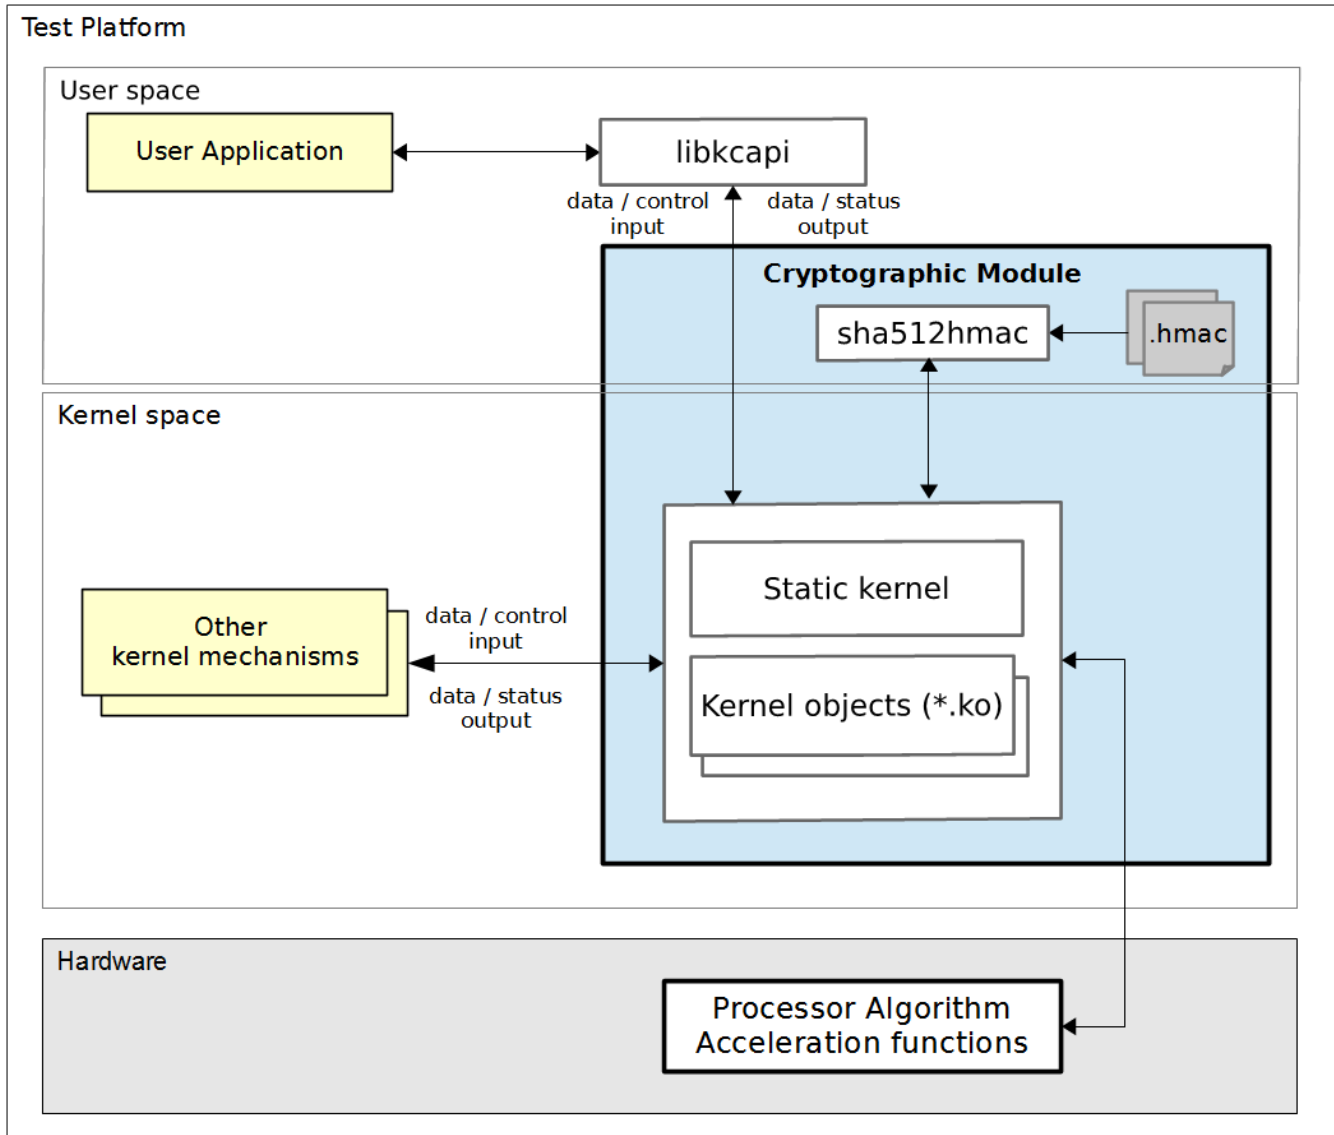 Test Platform
User space
User Application
libkcapi
data / control
input
data / status
output
Cryptographic Module
sha512hmac
.hmac
Kernel space
Static kernel
Other
kernel mechanisms
data / control
input
data / status
output
Kernel objects (*.ko)
Hardware
Processor Algorithm
Acceleration functions